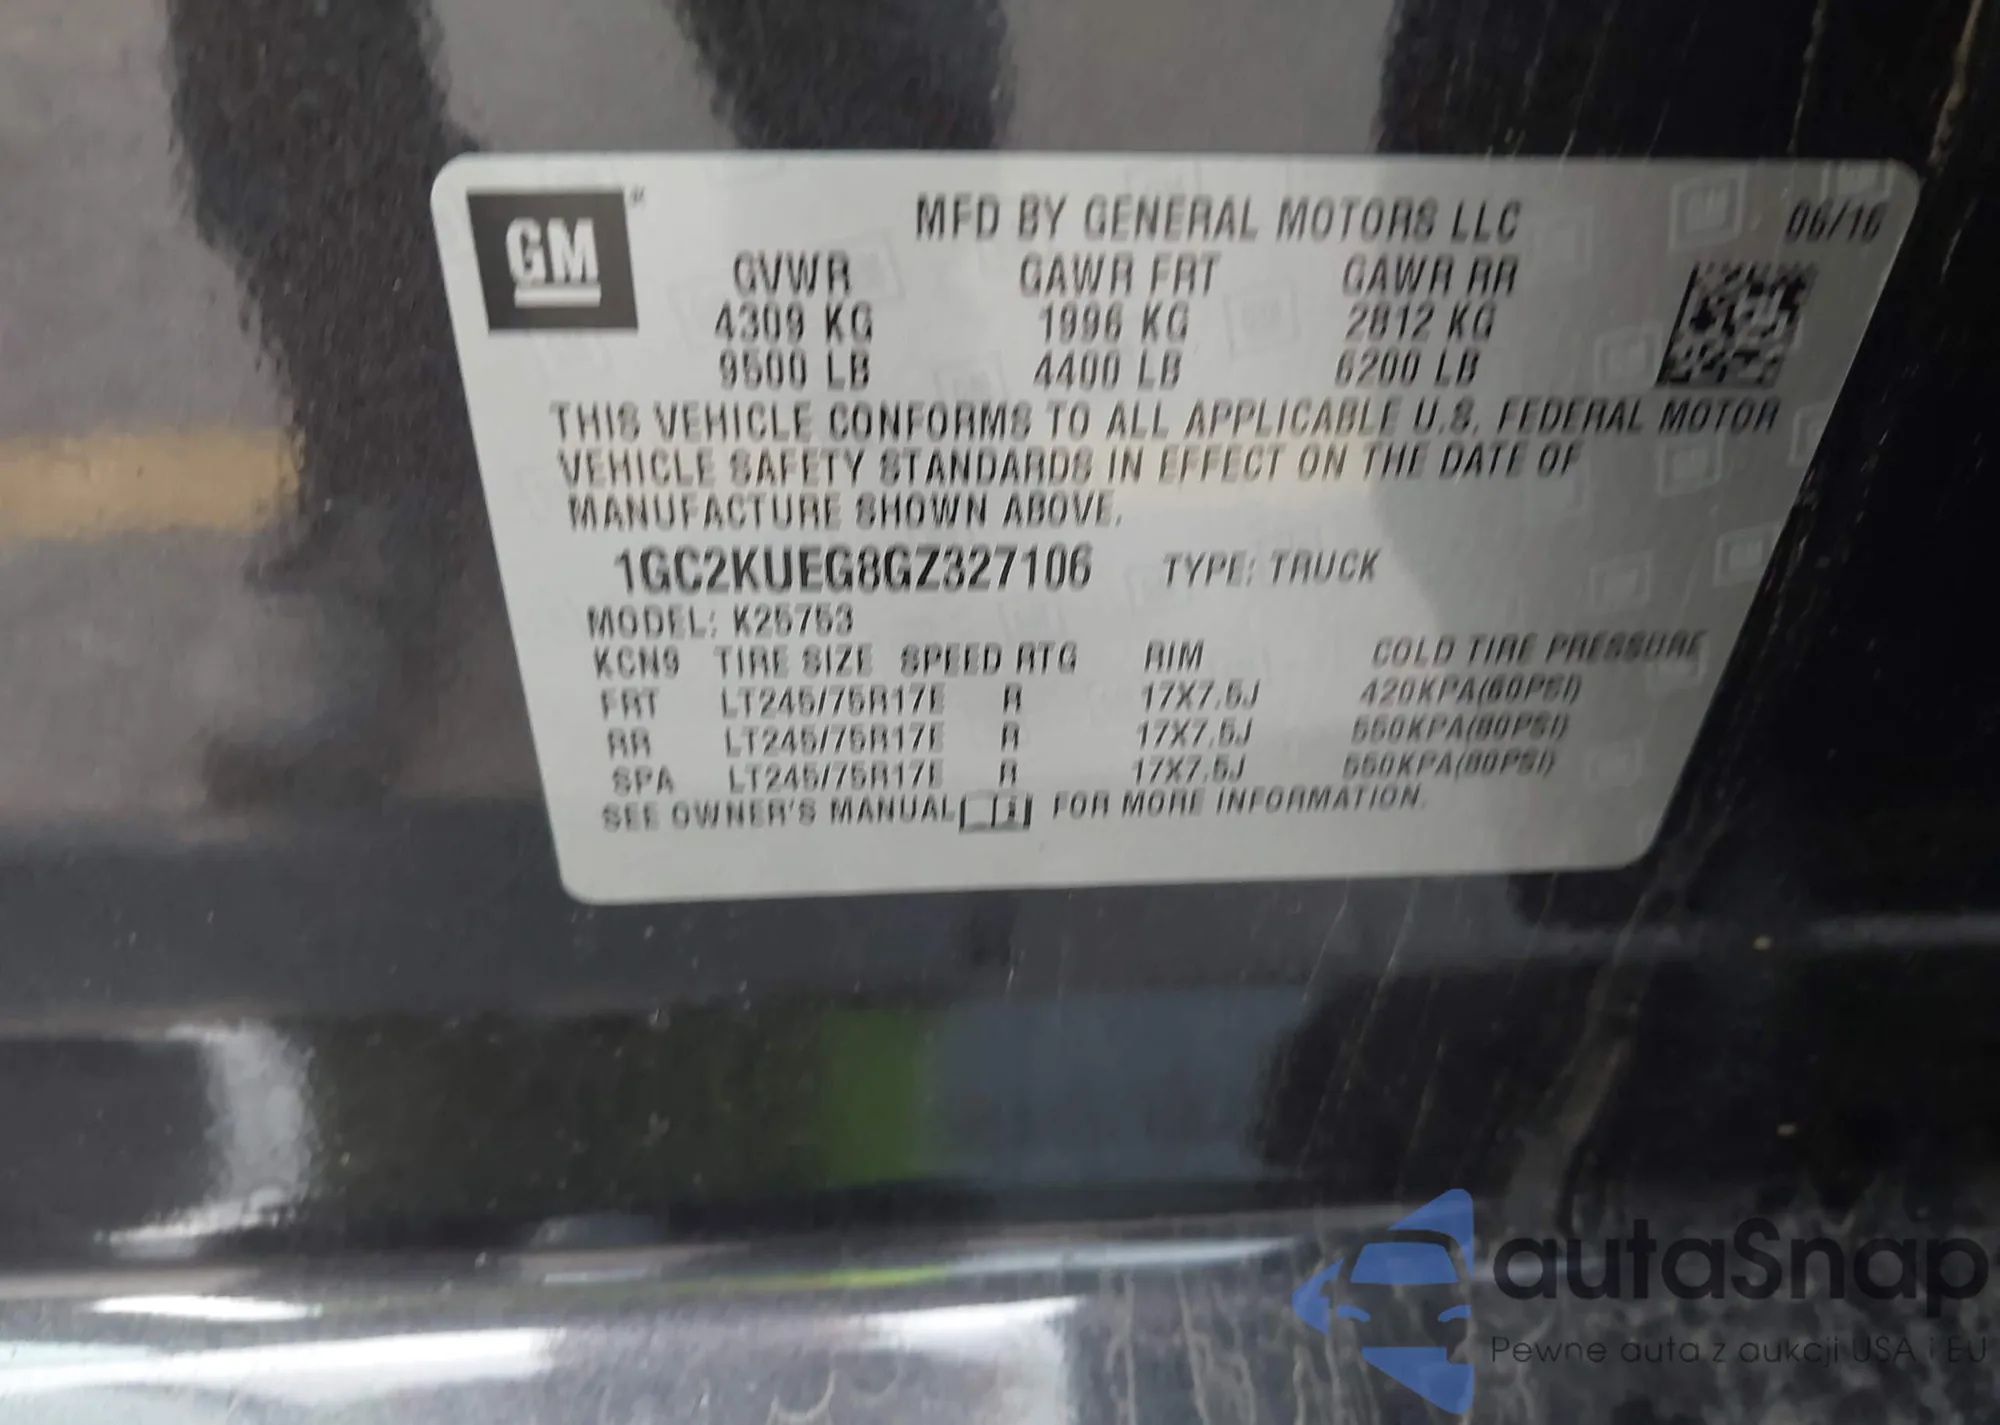 GM
MFD BY GENERAL MOTORS LLC 06/16
GVWR GAWR FRT GAWR RR
4309 KG 1996 KG 2812 KG
9500 LB 4400 LB 6200 LB
THIS VEHICLE CONFORMS TO ALL APPLICABLE U.S. FEDERAL MOTOR
VEHICLE SAFETY STANDARDS IN EFFECT ON THE DATE OF
MANUFACTURE SHOWN ABOVE.
1GC2KUEG8GZ327106 TYPE: TRUCK
MODEL: K25753
KCN9 TIRE SIZE SPEED RTG RIM COLD TIRE PRESSURE
FRT LT245/75R17E R 17X7.5J 420KPA(60PSI)
RR LT245/75R17E R 17X7.5J 550KPA(80PSI)
SPA LT245/75R17E R 17X7.5J 550KPA(80PSI)
SEE OWNER'S MANUAL FOR MORE INFORMATION.
autaSnap
Pewne auta z aukcji USA i EU